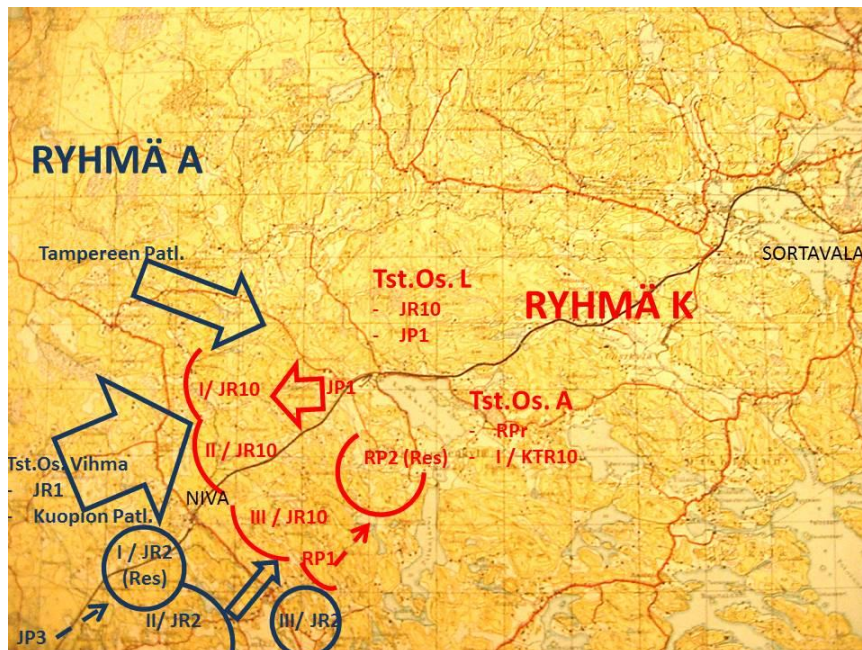 RYHMÄ A
Tampereen Patl.
SORTAVALA
Tst.Os. L
- JR10
- JP1
RYHMÄ K
I/ JR10
JP1
Tst.Os. A
- RPr
- I / KTR10
II / JR10
RP2 (Res)
Tst.Os. Vihma
- JR1
- Kuopion Patl.
NIVA
III / JR10
RP1
I / JR2
(Res)
II/ JR2
III/ JR2
JP3